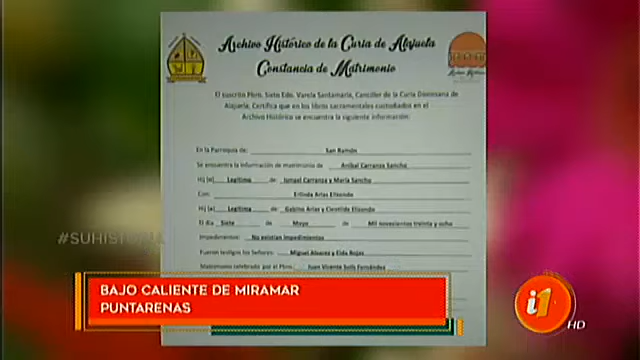 Archivo Histórico de la Curia de Alajuela
Constancia de Matrimonio
El suscrito Pbro. Sixto Edo. Varela Santamaría, Canciller de la Curia Diocesana de
Alajuela, Certifica que en los libros sacramentales custodiados en el
Archivo Histórico se encuentra la siguiente información:
En la Parroquia de: San Ramón
Se encuentra la información de matrimonio de Aníbal Carranza Sancho
Hij (o) Legítimo de: Ismael Carranza y María Sancho
Con: Erlinda Arias Elizondo
Hij (a) Legítima de: Gabino Arias y Clotilde Elizondo
El día Siete de Mayo de Mil novecientos treinta y ocho
Impedimentos: No existían impedimentos
Fueron testigos los Señores: Miguel Alvarez y Elda Rojas
Matrimonio celebrado por el Pbro. Juan Vicente Solís Fernández
#SUHISTORIA
BAJO CALIENTE DE MIRAMAR
PUNTARENAS
i1
HD